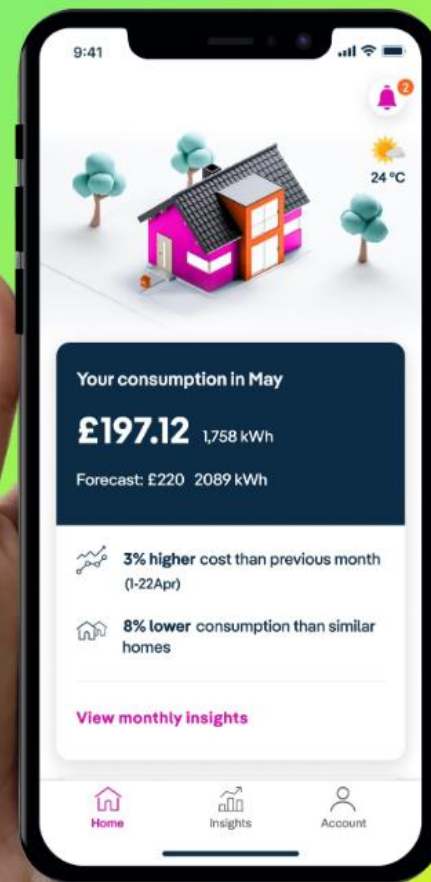 9:41
2
24 °C
Your consumption in May
£197.12 1,758 kWh
Forecast: £220 2089 kWh
3% higher cost than previous month
(1-22Apr)
8% lower consumption than similar
homes
View monthly insights
Home Insights Account